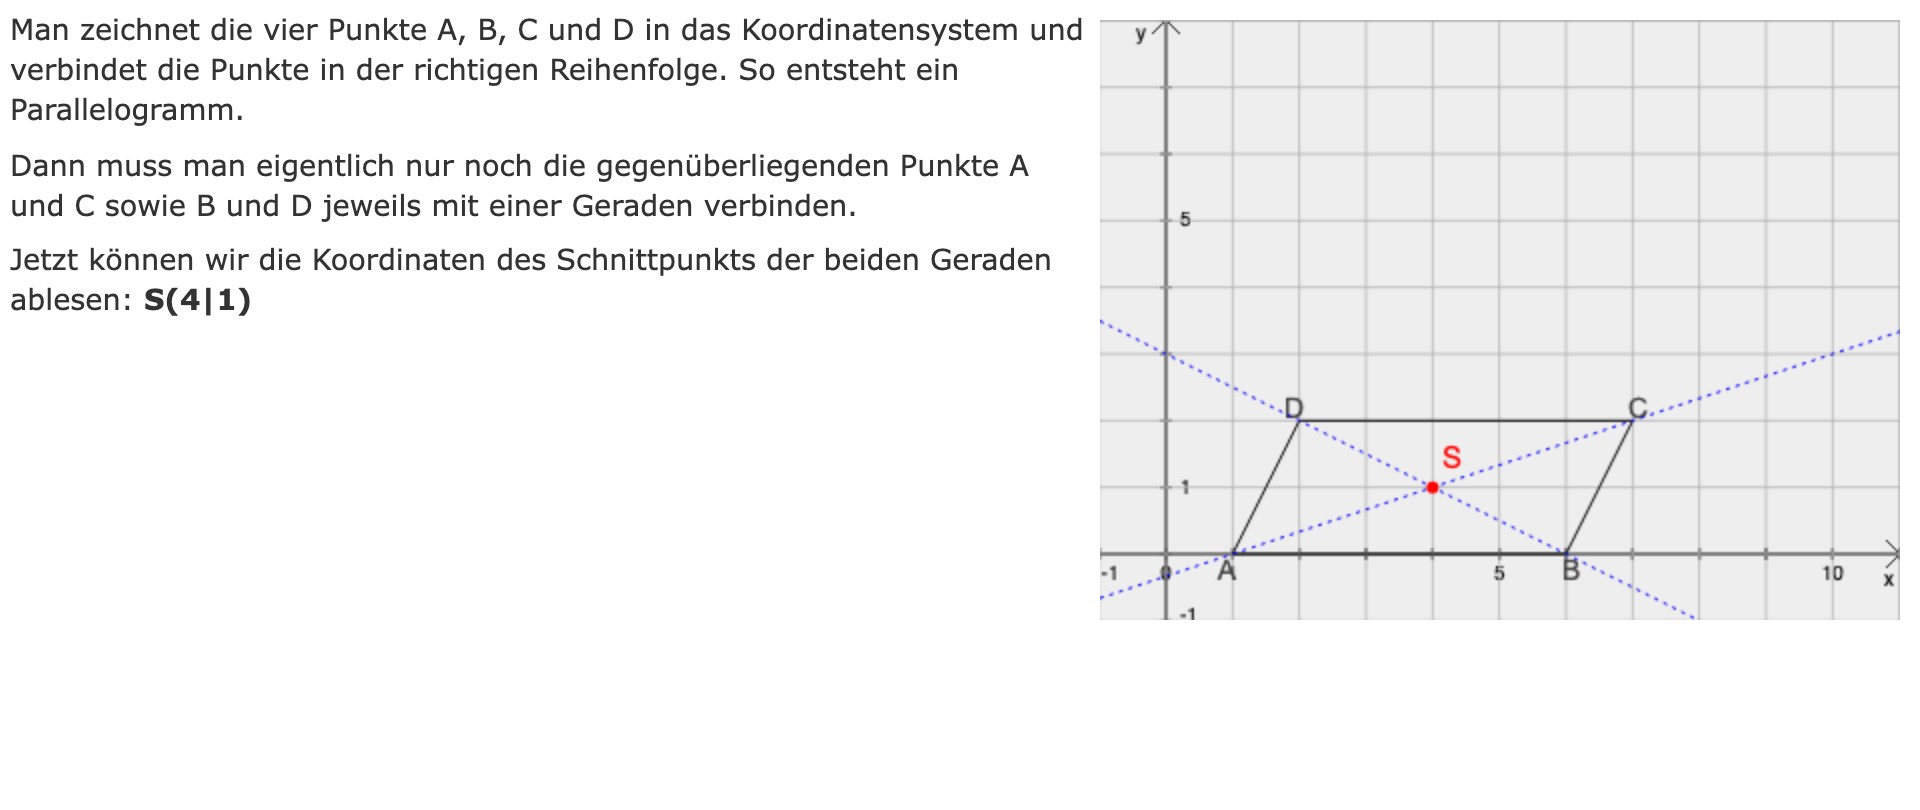 Man zeichnet die vier Punkte A, B, C und D in das Koordinatensystem und
verbindet die Punkte in der richtigen Reihenfolge. So entsteht ein
Parallelogramm.
Dann muss man eigentlich nur noch die gegenüberliegenden Punkte A
und C sowie B und D jeweils mit einer Geraden verbinden.
Jetzt können wir die Koordinaten des Schnittpunkts der beiden Geraden
ablesen: S(4|1)
y
5
D
C
S
1
-1
0
A
5
B
10
x
-1